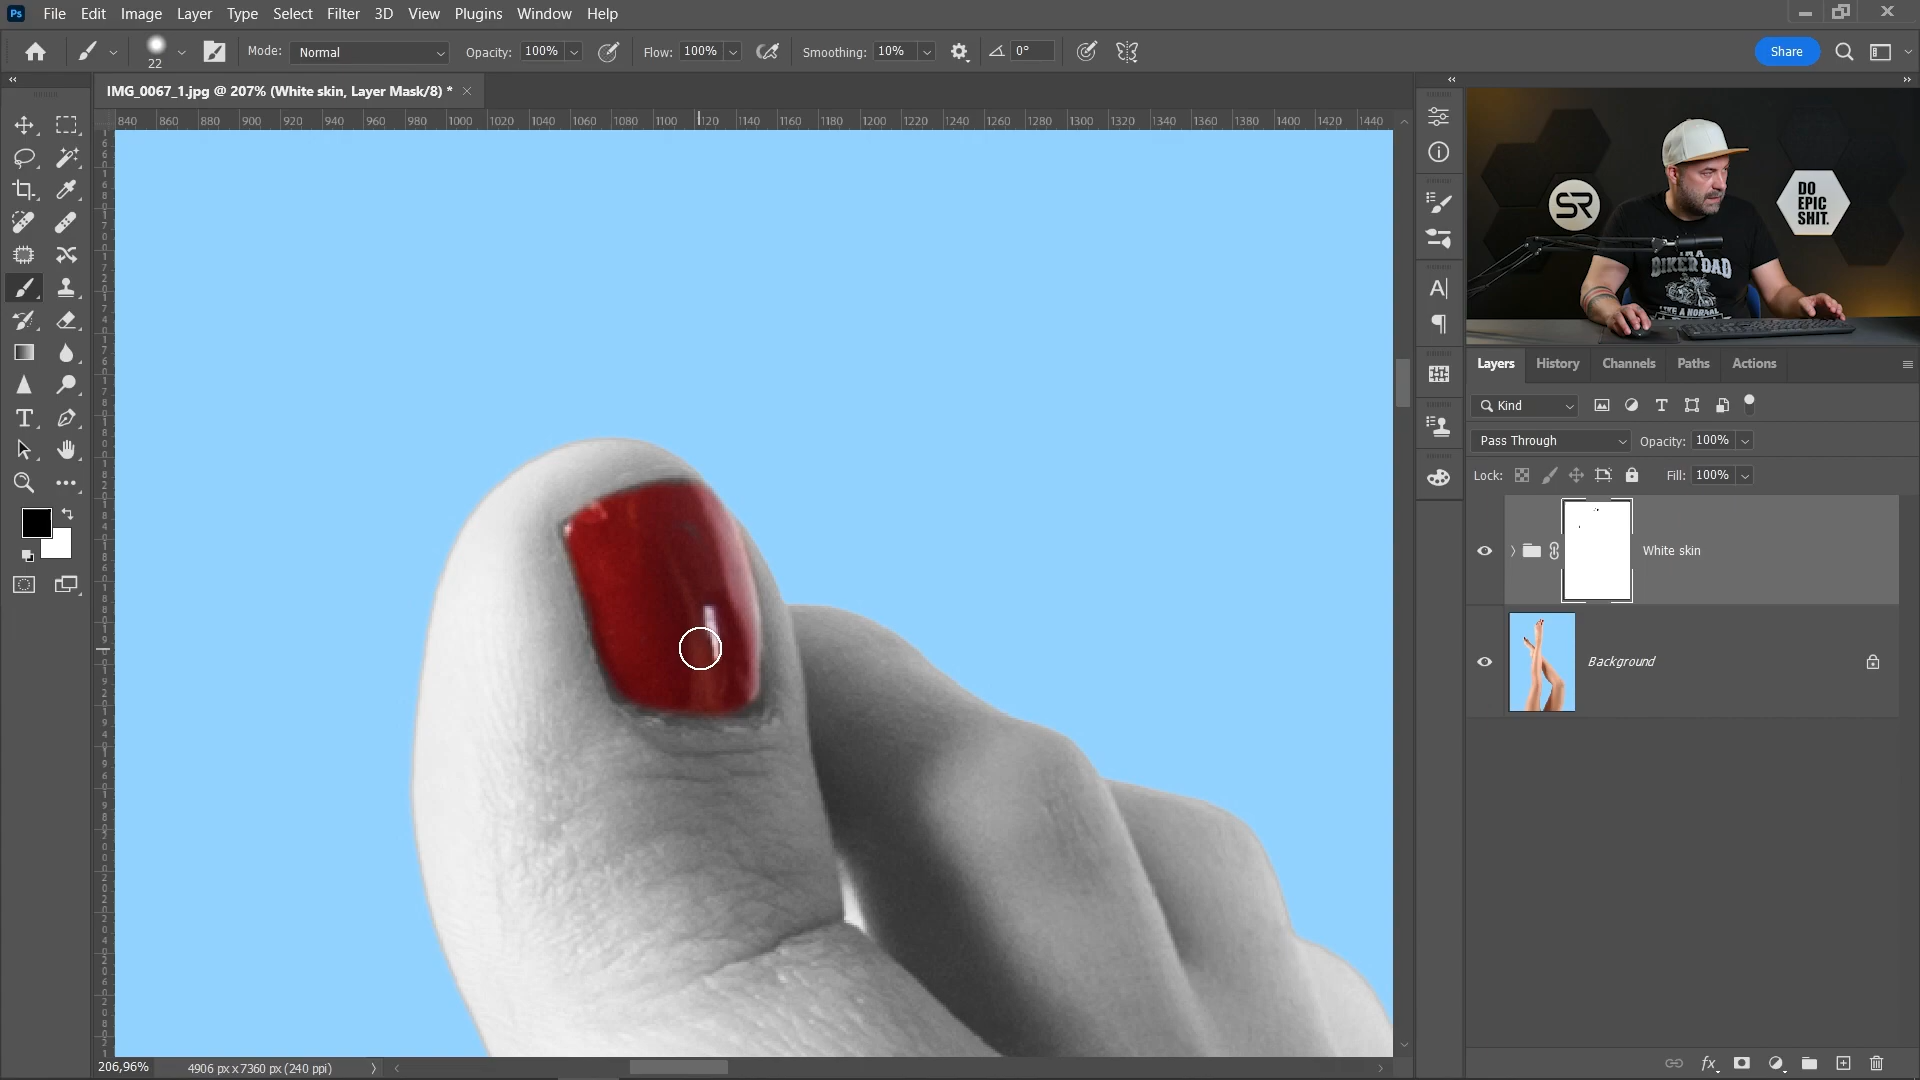 Ps File Edit Image Layer Type Select Filter 3D View Plugins Window Help
22 Mode: Normal Opacity: 100% Flow: 100% Smoothing: 10% 0° Share
IMG_0067_1.jpg @ 207% (White skin, Layer Mask/8) *
840 860 880 900 920 940 960 980 1000 1020 1040 1060 1080 1100 1120 1140 1160 1180 1200 1220 1240 1260 1280 1300 1320 1340 1360 1380 1400 1420 1440
SR
DO
EPIC
SHIT.
I'M A
BIKER DAD
LIKE A NORMAL
Layers History Channels Paths Actions
Kind
Pass Through Opacity: 100%
Lock: Fill: 100%
White skin
Background
206,96% 4906 px x 7360 px (240 ppi)
fx